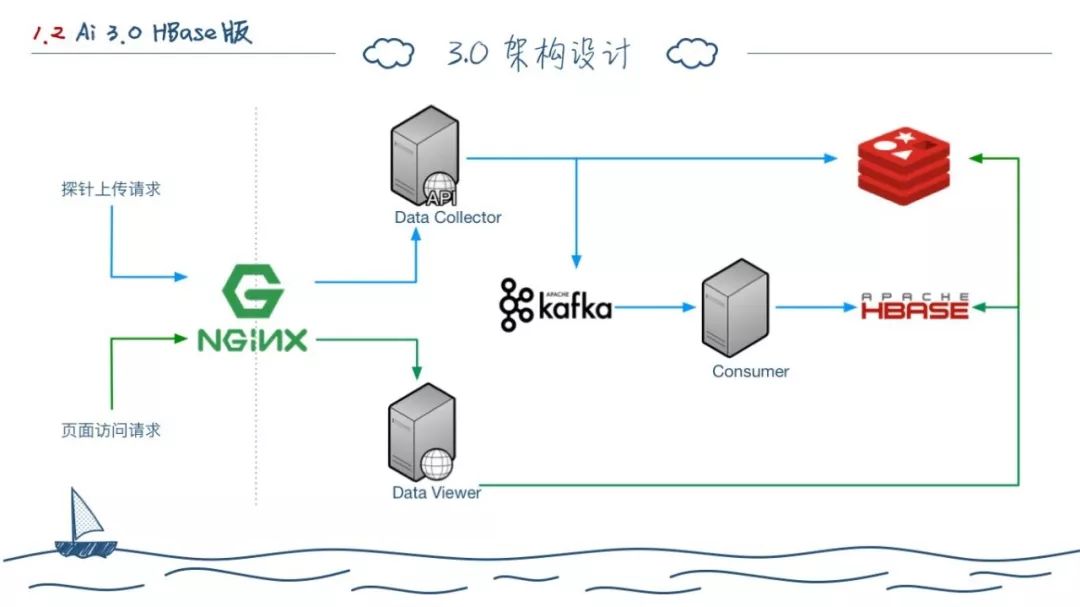 1.2 Ai 3.0 HBase版
3.0 架构设计
探针上传请求
API
Data Collector
NGINX
APACHE
kafka
APACHE
HBASE
Consumer
页面访问请求
Data Viewer